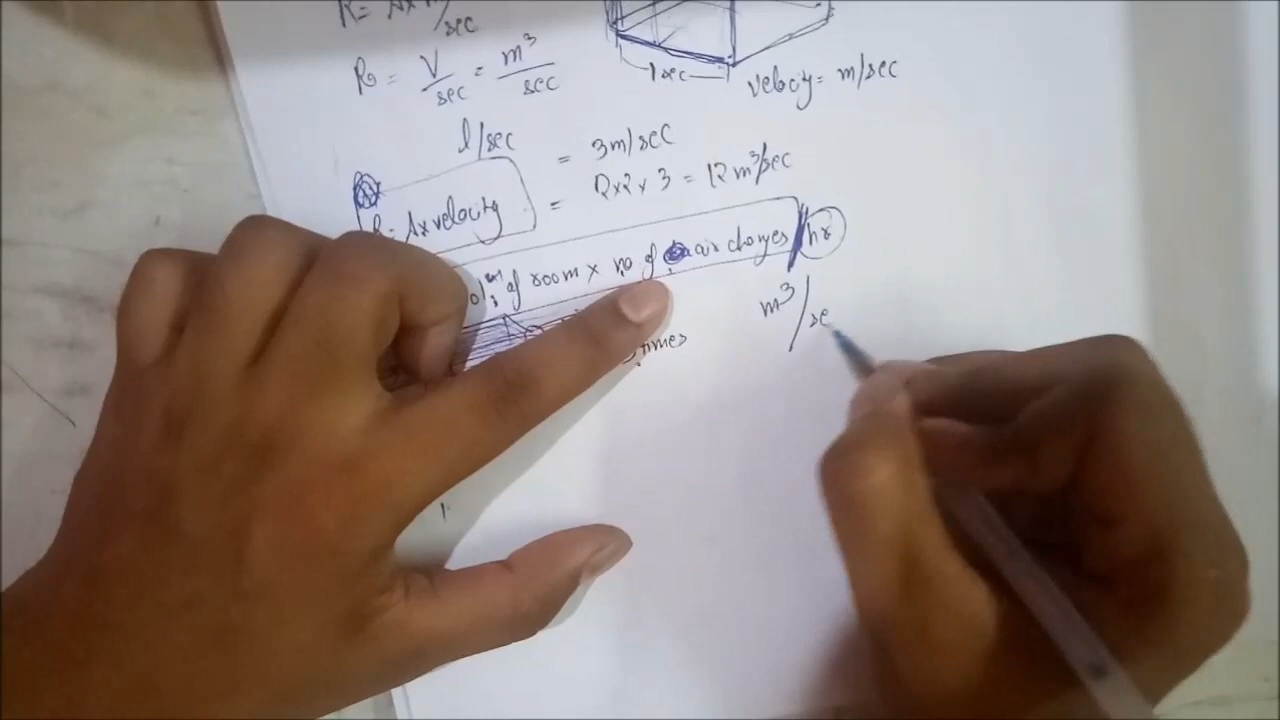 sec
R = V/sec = m³/sec
1 sec
velocity = m/sec
l/sec
= 3m/sec
= 2x2 x 3 = 12 m³/sec
R = A x velocity
of room x no of air changes / hr
m³/se
times